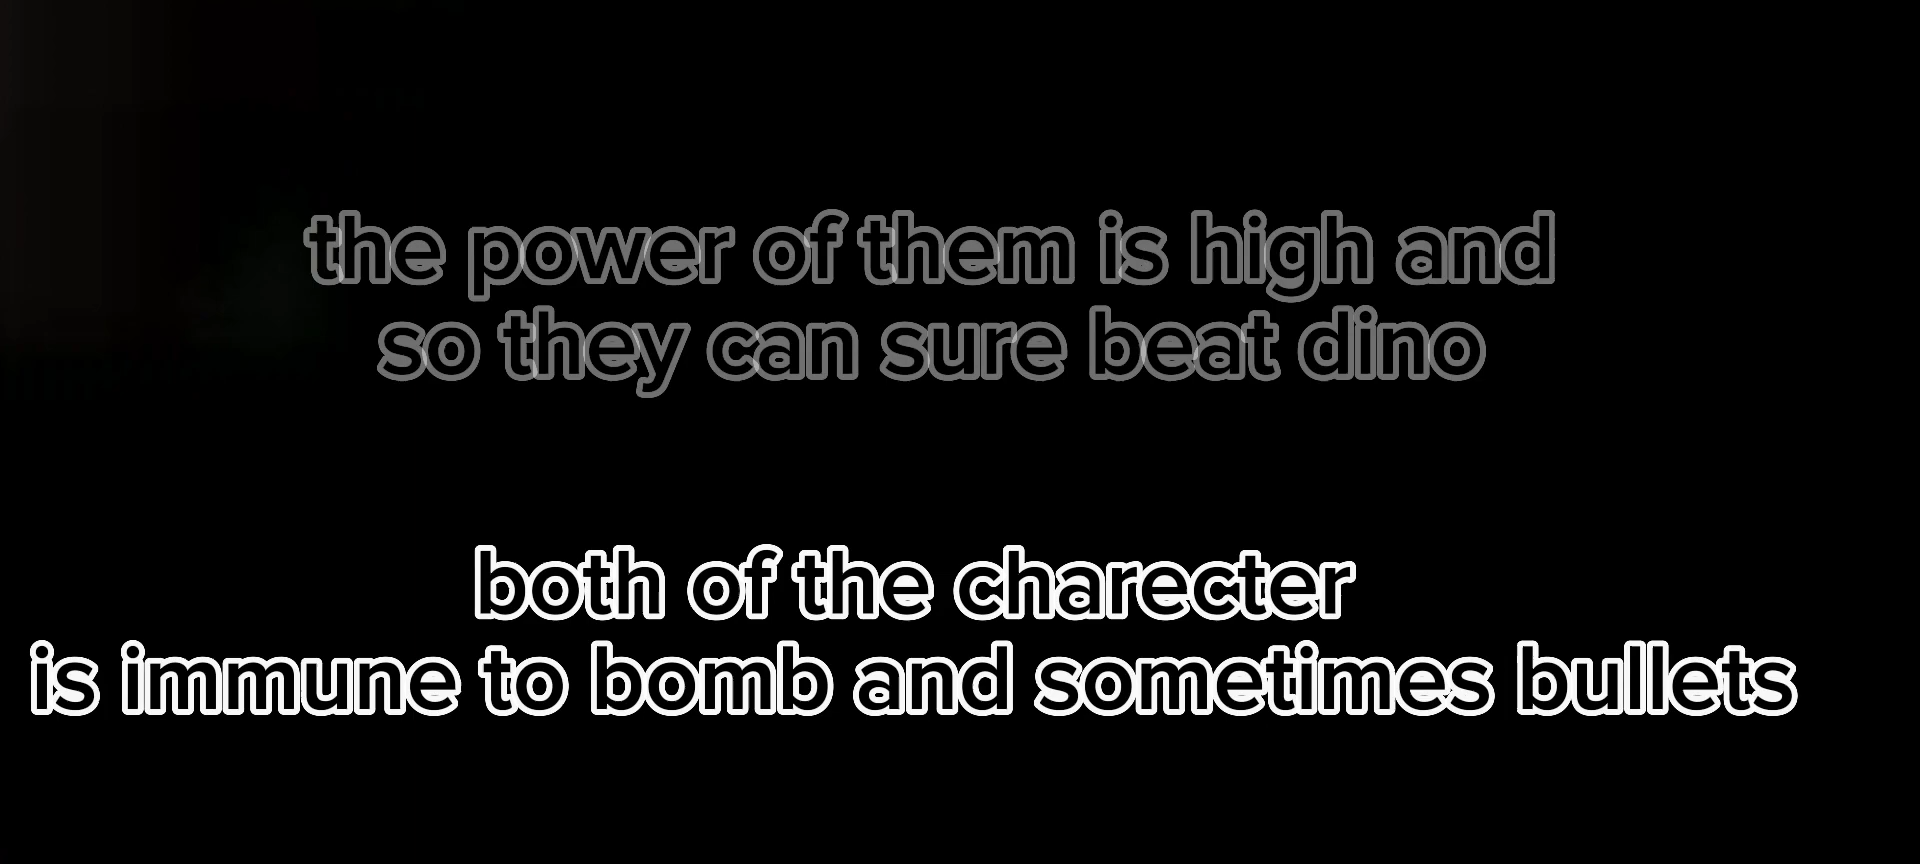 the power of them is high and
so they can sure beat dino
both of the charecter
is immune to bomb and sometimes bullets